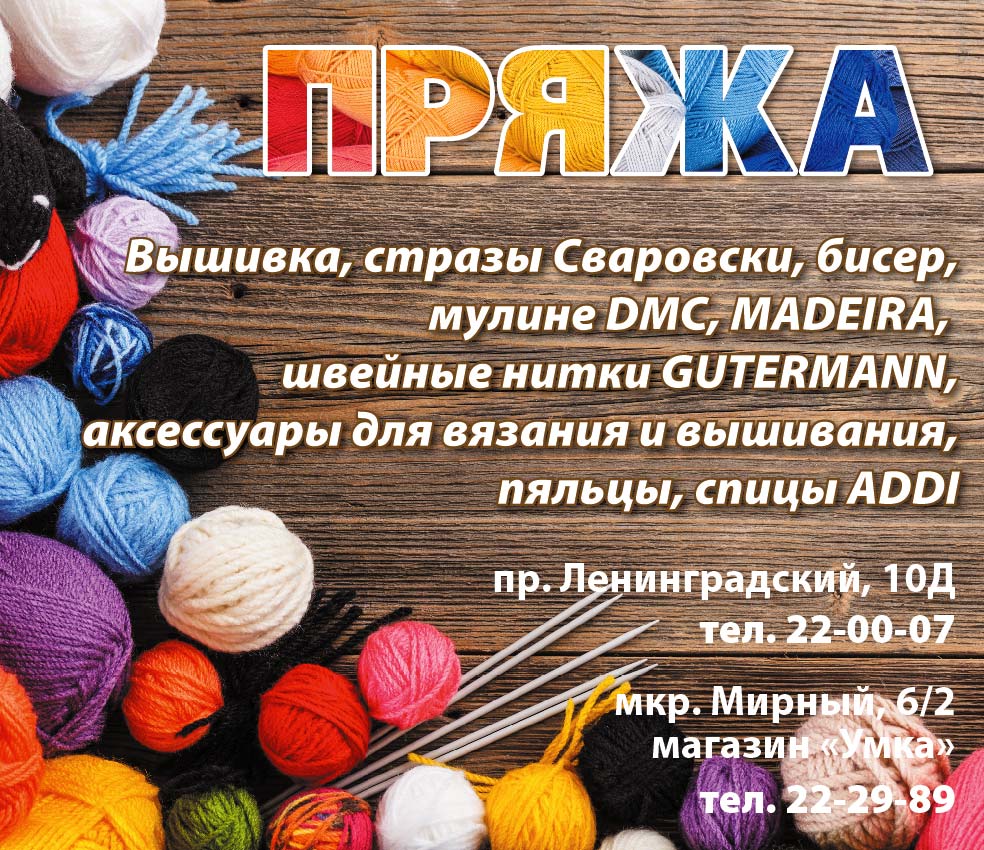 ПРЯЖА
Вышивка, стразы Сваровски, бисер,
мулине DMC, MADEIRA,
швейные нитки GUTERMANN,
аксессуары для вязания и вышивания,
пяльцы, спицы ADDI
пр. Ленинградский, 10Д
тел. 22-00-07
мкр. Мирный, 6/2
магазин «Умка»
тел. 22-29-89